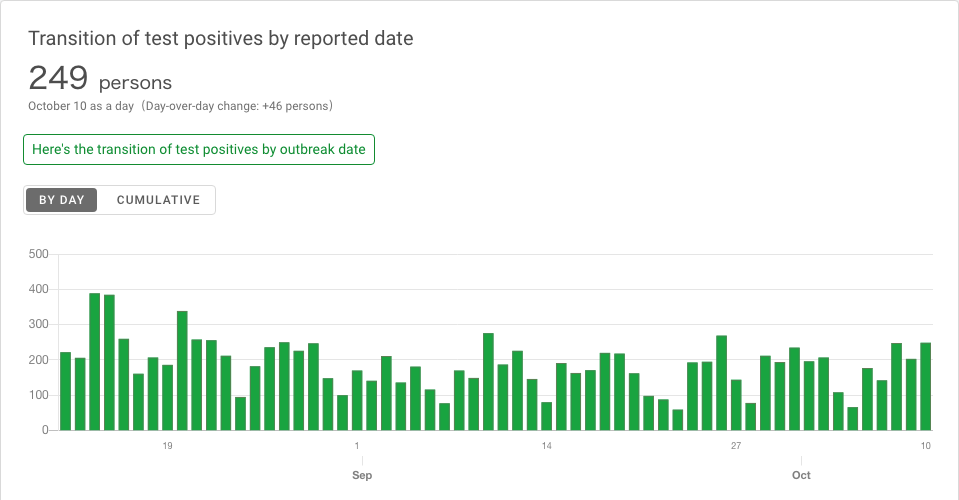 Transition of test positives by reported date
249 persons
October 10 as a day (Day-over-day change: +46 persons)
Here's the transition of test positives by outbreak date
BY DAY CUMULATIVE
500
400
300
200
100
0
19 1 14 27 10
Sep Oct